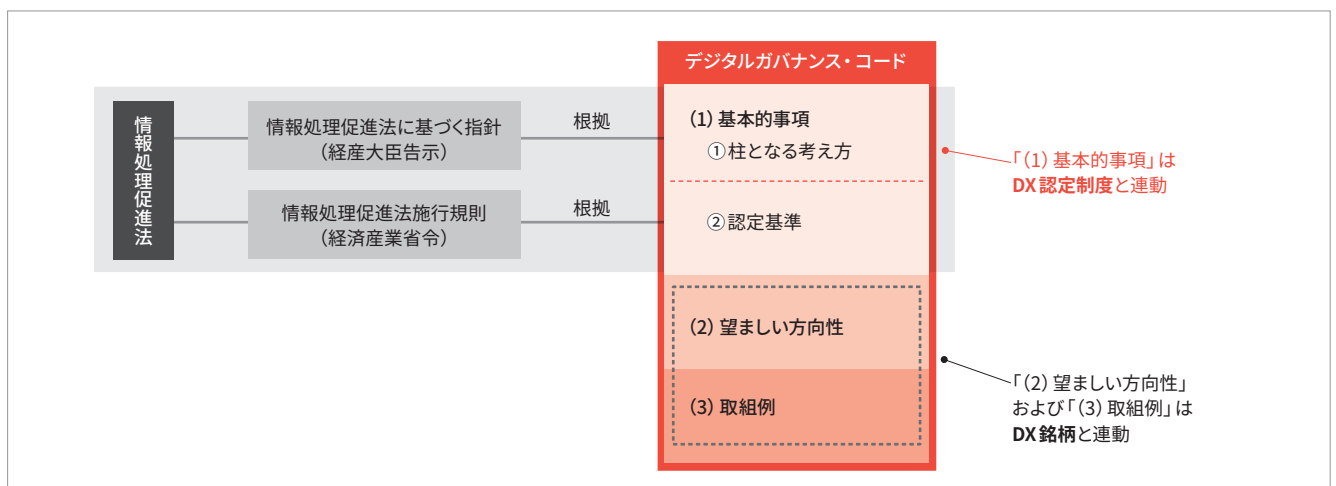 デジタルガバナンス・コード
情報処理促進法
情報処理促進法に基づく指針
（経産大臣告示）
根拠
(1) 基本的事項
①柱となる考え方
情報処理促進法施行規則
（経済産業省令）
根拠
②認定基準
「(1) 基本的事項」は
DX認定制度と連動
(2) 望ましい方向性
(3) 取組例
「(2) 望ましい方向性」
および「(3) 取組例」は
DX銘柄と連動